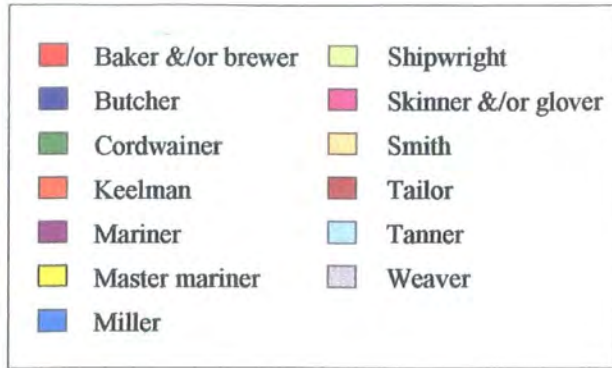 Baker &/or brewer
Butcher
Cordwainer
Keelman
Mariner
Master mariner
Miller
Shipwright
Skinner &/or glover
Smith
Tailor
Tanner
Weaver